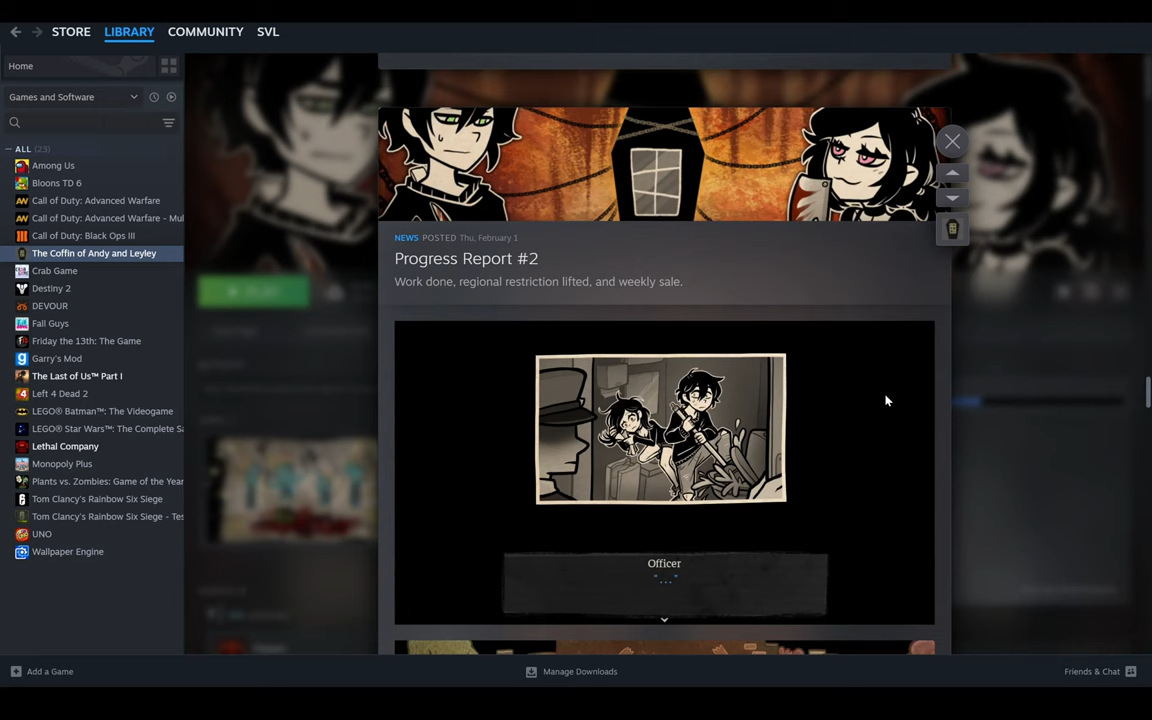 STORE LIBRARY COMMUNITY SVL
Home
Games and Software
ALL (23)
Among Us
Bloons TD 6
Call of Duty: Advanced Warfare
Call of Duty: Advanced Warfare - Mul
Call of Duty: Black Ops III
The Coffin of Andy and Leyley
Crab Game
Destiny 2
DEVOUR
Fall Guys
Friday the 13th: The Game
Garry's Mod
The Last of Us™ Part I
Left 4 Dead 2
LEGO® Batman™: The Videogame
LEGO® Star Wars™: The Complete Sa
Lethal Company
Monopoly Plus
Plants vs. Zombies: Game of the Year
Tom Clancy's Rainbow Six Siege
Tom Clancy's Rainbow Six Siege - Tes
UNO
Wallpaper Engine
NEWS POSTED Thu, February 1
Progress Report #2
Work done, regional restriction lifted, and weekly sale.
Officer
"..."
Add a Game
Manage Downloads
Friends & Chat